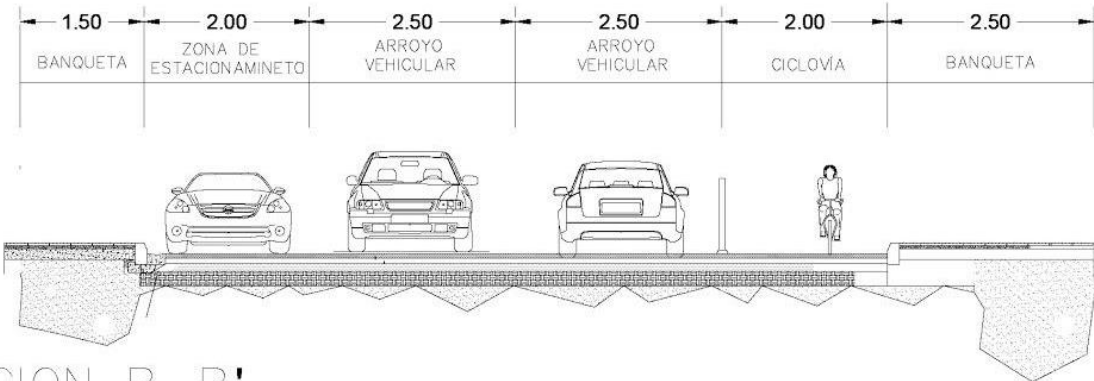 1.50 2.00 2.50 2.50 2.00 2.50
BANQUETA
ZONA DE
ESTACIONAMINETO
ARROYO
VEHICULAR
ARROYO
VEHICULAR
CICLOVÍA
BANQUETA